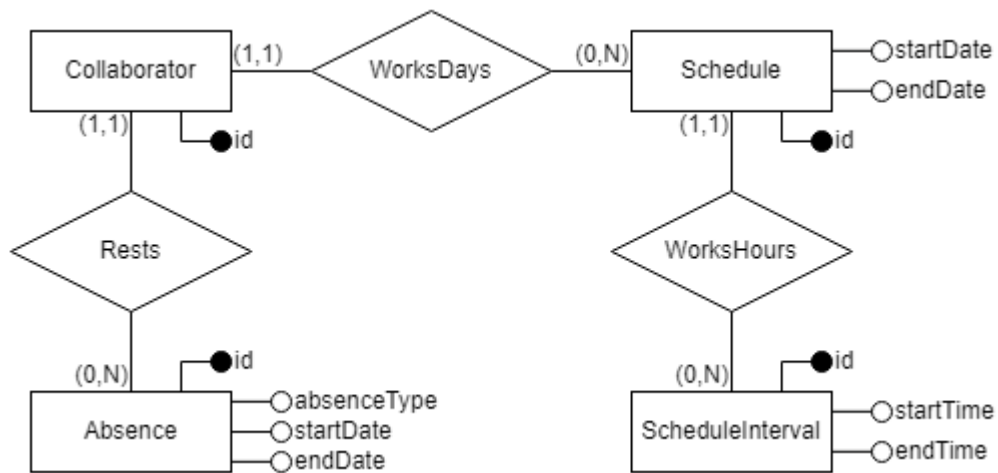 Collaborator
(1,1)
WorksDays
(0,N)
Schedule
startDate
endDate
(1,1)
id
(1,1)
id
Rests
WorksHours
(0,N)
id
(0,N)
id
Absence
absenceType
startDate
endDate
ScheduleInterval
startTime
endTime